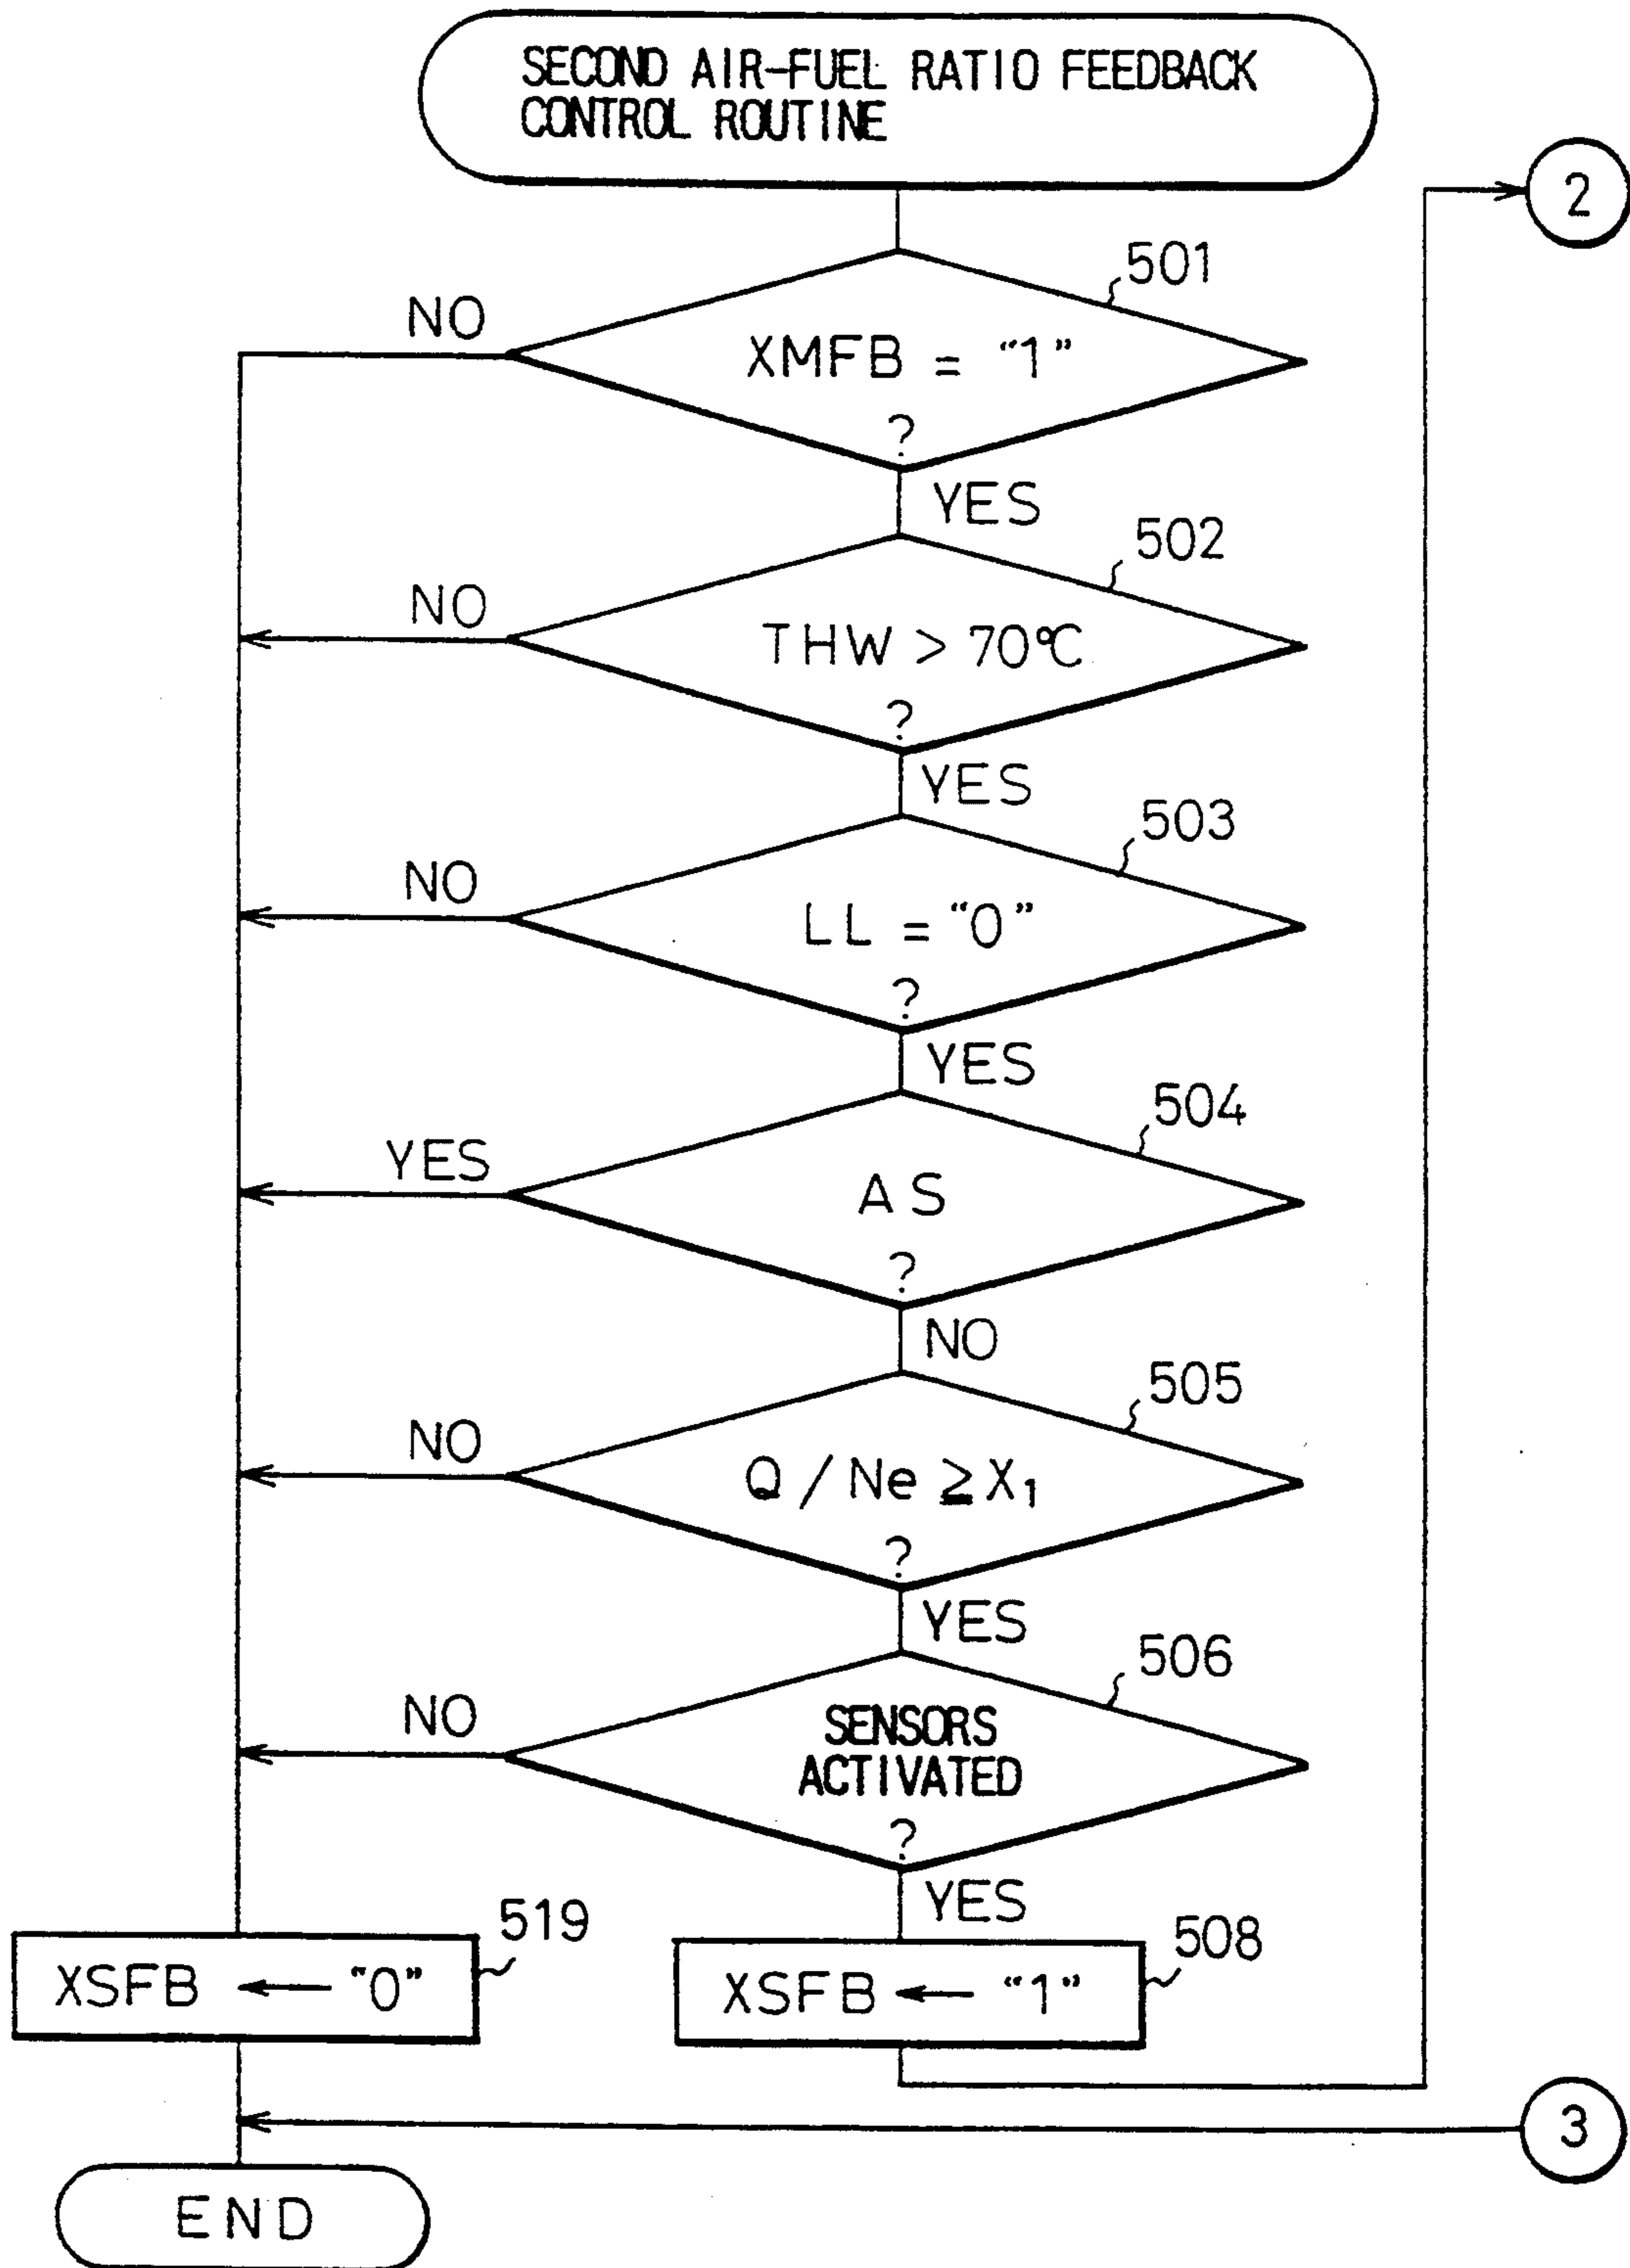 SECOND AIR-FUEL RATIO FEEDBACK
CONTROL ROUTINE
2
501
NO
XMFB = “1”
?
YES
502
NO
THW > 70℃
?
YES
503
NO
LL = “0”
?
YES
504
YES
AS
?
NO
505
NO
Q / Ne ≧ X₁
?
YES
506
NO
SENSORS
ACTIVATED
?
YES
519
508
XSFB ← “0”
XSFB ← “1”
3
END